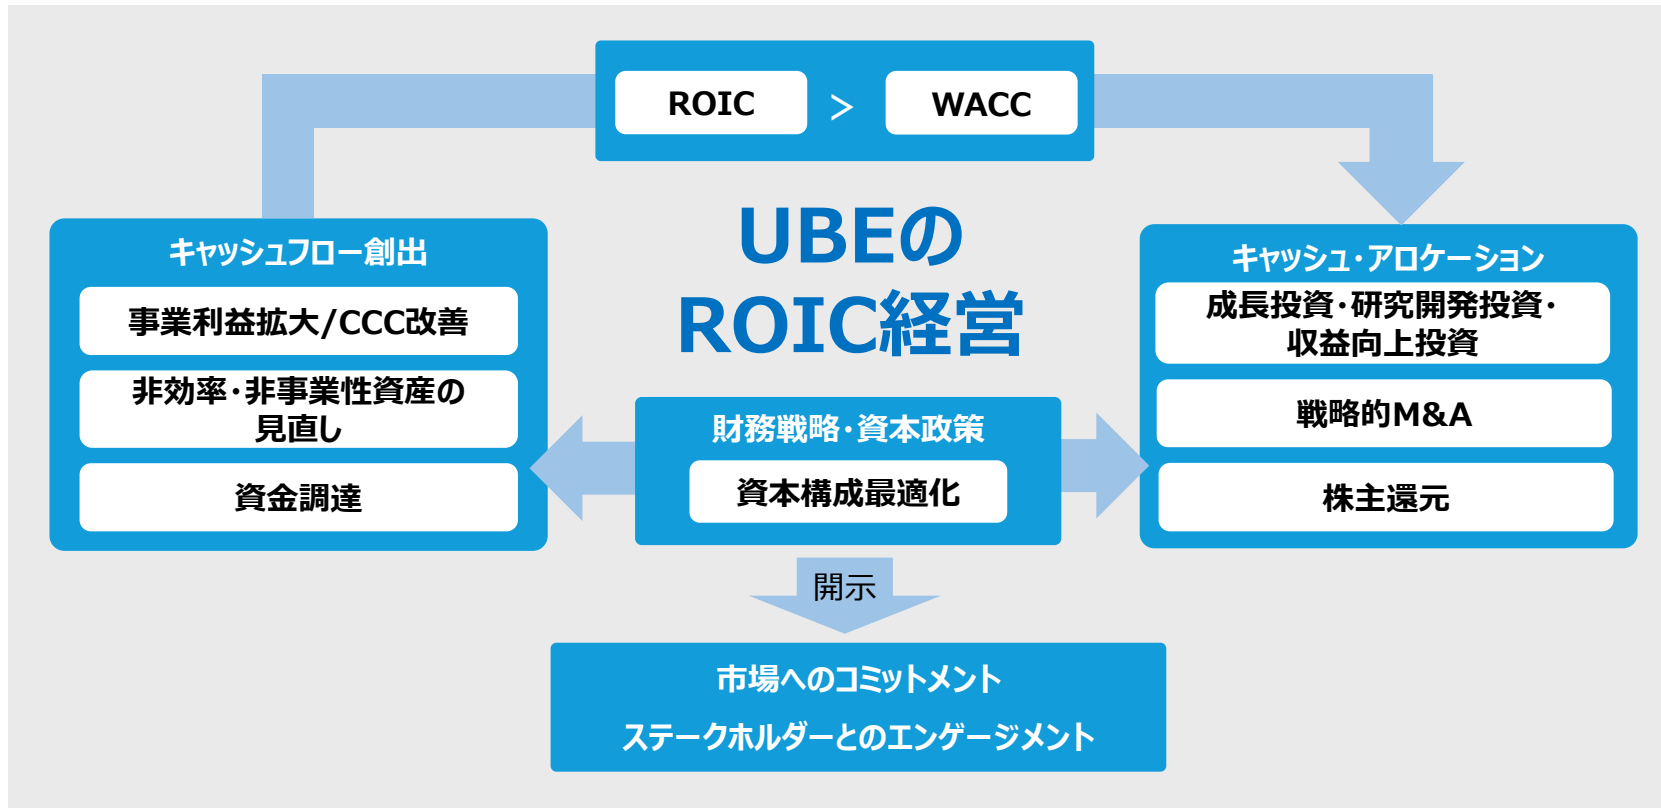 ROIC > WACC
UBEの
ROIC経営
キャッシュフロー創出
事業利益拡大/CCC改善
非効率・非事業性資産の
見直し
資金調達
財務戦略・資本政策
資本構成最適化
キャッシュ・アロケーション
成長投資・研究開発投資・
収益向上投資
戦略的M&A
株主還元
開示
市場へのコミットメント
ステークホルダーとのエンゲージメント